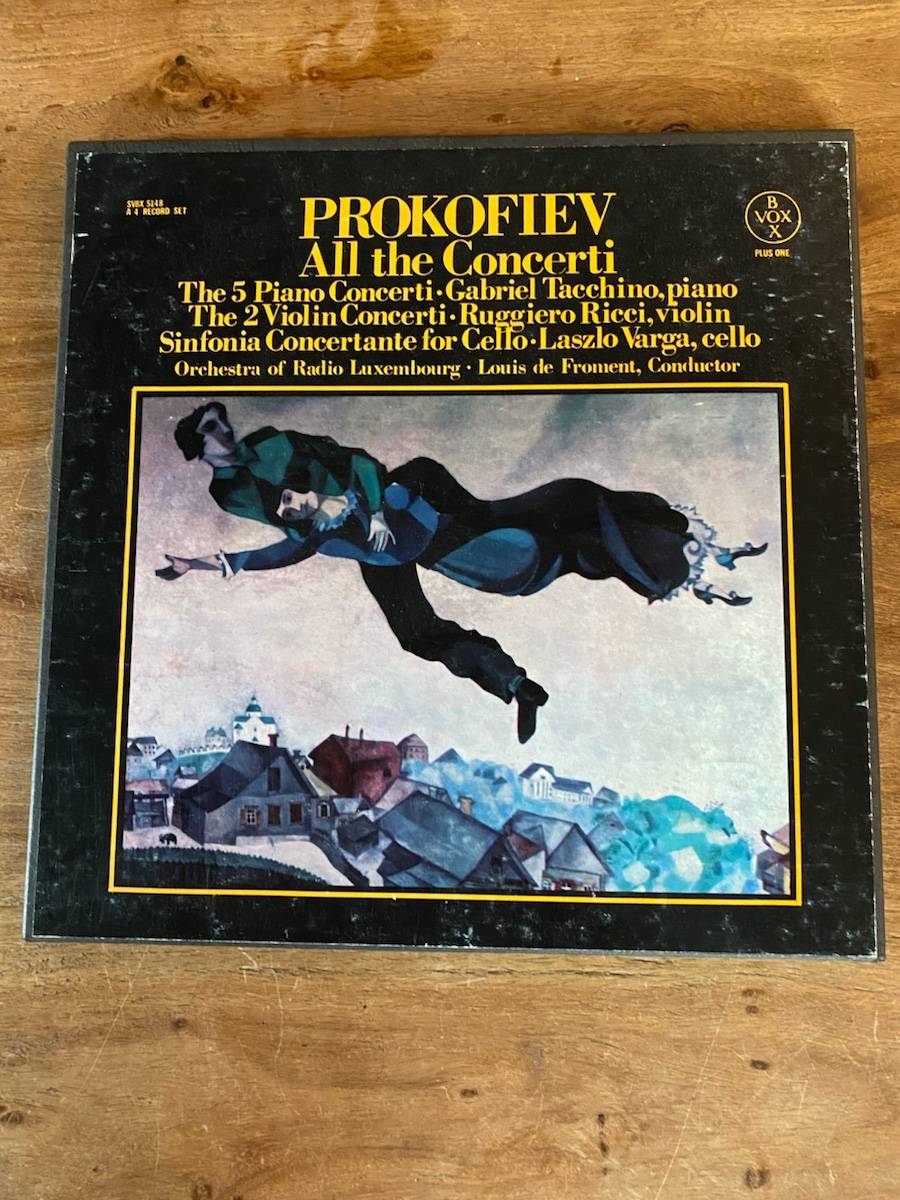 SVBX 5148
A 4 RECORD SET
PROKOFIEV
All the Concerti
The 5 Piano Concerti · Gabriel Tacchino, piano
The 2 Violin Concerti · Ruggiero Ricci, violin
Sinfonia Concertante for Cello · Laszlo Varga, cello
Orchestra of Radio Luxembourg · Louis de Froment, Conductor
B
VOX
X
PLUS ONE